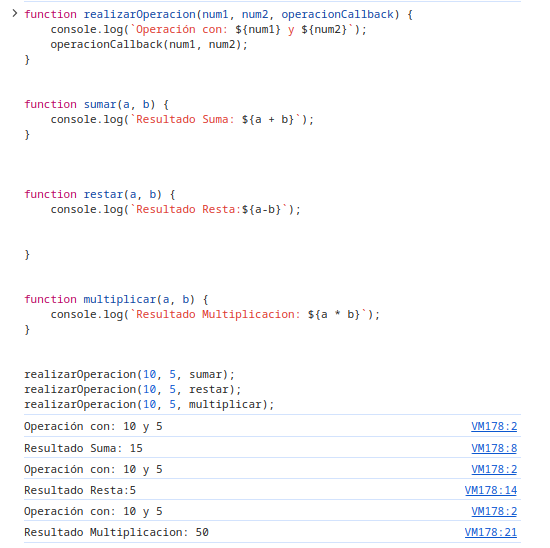 function realizarOperacion(num1, num2, operacionCallback) {
    console.log(`Operación con: ${num1} y ${num2}`);
    operacionCallback(num1, num2);
}
function sumar(a, b) {
    console.log(`Resultado Suma: ${a + b}`);
}
function restar(a, b) {
    console.log(`Resultado Resta:${a-b}`);
}
function multiplicar(a, b) {
    console.log(`Resultado Multiplicacion: ${a * b}`);
}
realizarOperacion(10, 5, sumar);
realizarOperacion(10, 5, restar);
realizarOperacion(10, 5, multiplicar);
Operación con: 10 y 5 VM178:2
Resultado Suma: 15 VM178:8
Operación con: 10 y 5 VM178:2
Resultado Resta:5 VM178:14
Operación con: 10 y 5 VM178:2
Resultado Multiplicacion: 50 VM178:21